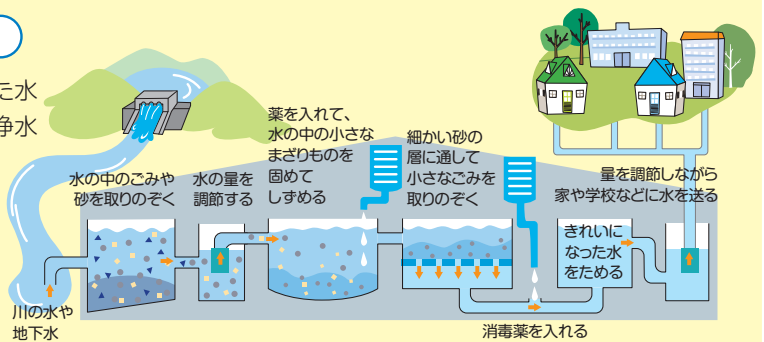 た水
浄水
川の水や
地下水
水の中のごみや
砂を取りのぞく
水の量を
調節する
薬を入れて、
水の中の小さな
まざりものを
固めて
しずめる
細かい砂の
層に通して
小さなごみを
取りのぞく
消毒薬を入れる
きれいに
なった水
をためる
量を調節しながら
家や学校などに水を送る